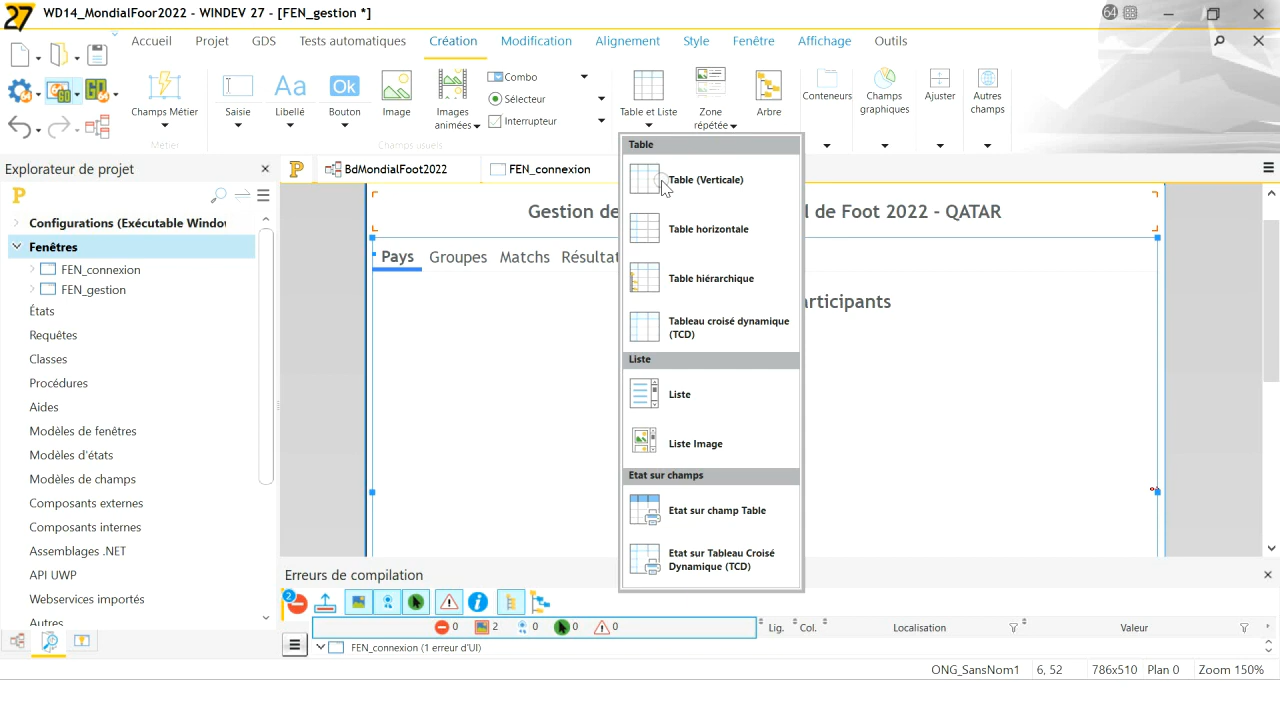 27
WD14_MondialFoor2022 - WINDEV 27 - [FEN_gestion *]
64
Accueil Projet GDS Tests automatiques Création Modification Alignement Style Fenêtre Affichage Outils
Champs Métier
Saisie
Aa
Libellé
Ok
Bouton
Image
Images
animées
Combo
Sélecteur
Interrupteur
Table et Liste
Zone
répétée
Arbre
Conteneurs
Champs
graphiques
Ajuster
Autres
champs
Métier
Champs usuels
Explorateur de projet
BdMondialFoot2022
FEN_connexion
Configurations (Exécutable Windo
Fenêtres
FEN_connexion
FEN_gestion
États
Requêtes
Classes
Procédures
Aides
Modèles de fenêtres
Modèles d'états
Modèles de champs
Composants externes
Composants internes
Assemblages .NET
API UWP
Webservices importés
Autres
Gestion de
l de Foot 2022 - QATAR
Pays Groupes Matchs Résultat
articipants
Table
Table (Verticale)
Table horizontale
Table hiérarchique
Tableau croisé dynamique
(TCD)
Liste
Liste
Liste Image
Etat sur champs
Etat sur champ Table
Etat sur Tableau Croisé
Dynamique (TCD)
Erreurs de compilation
2
0 2 0 0 0
Lig. Col. Localisation Valeur
FEN_connexion (1 erreur d'UI)
ONG_SansNom1 6, 52 786x510 Plan 0 Zoom 150%